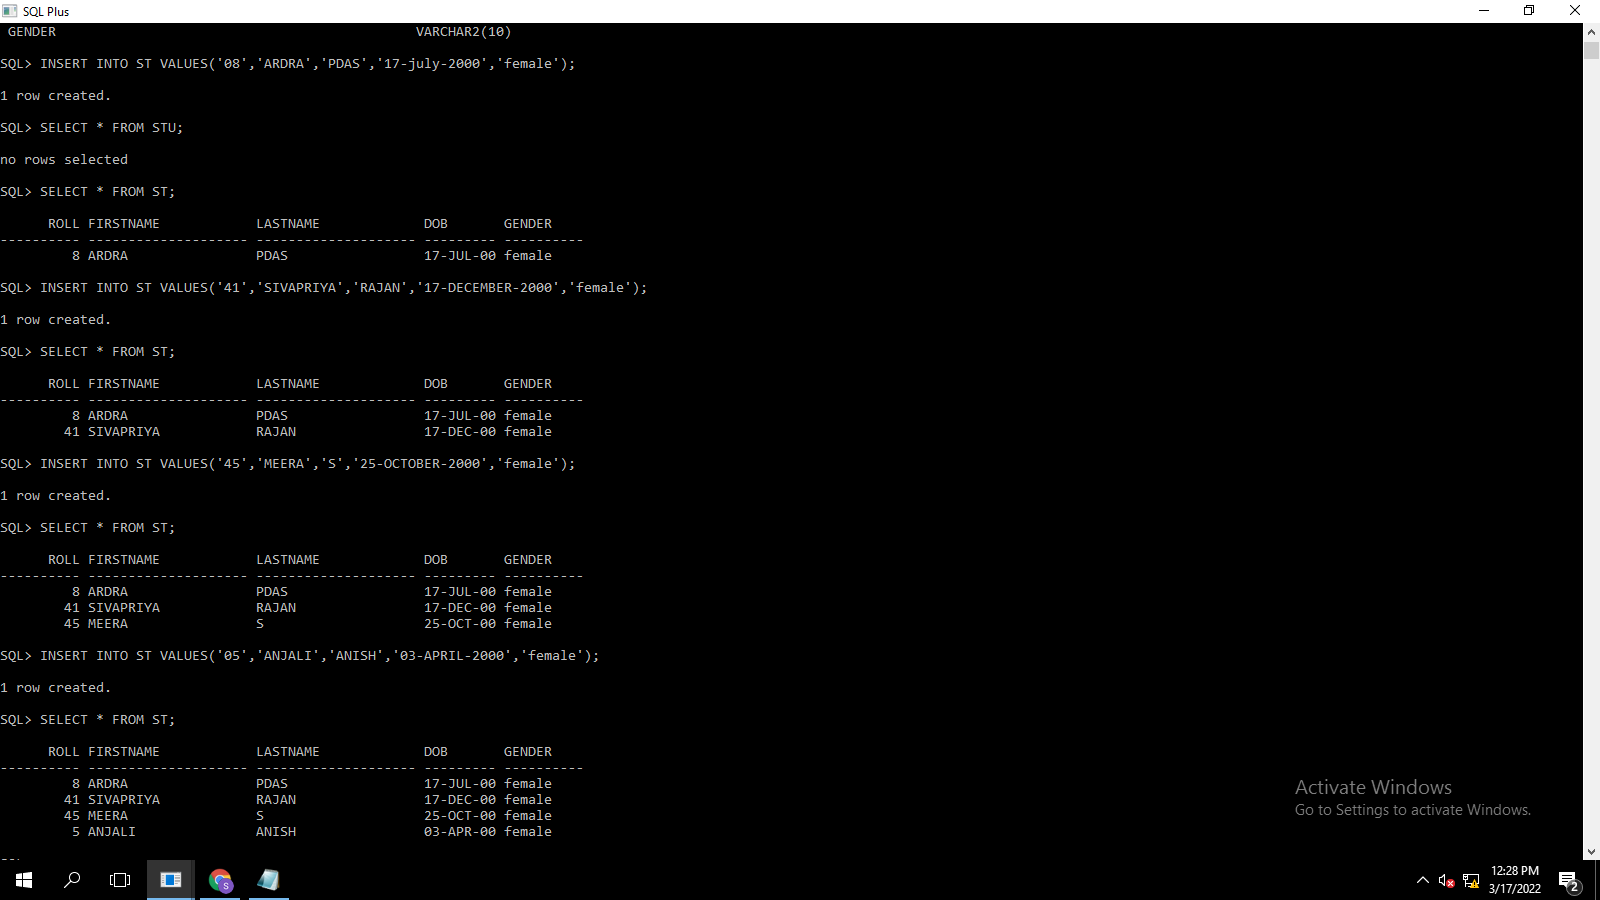 SQL Plus
GENDER VARCHAR2(10)
SQL> INSERT INTO ST VALUES('08','ARDRA','PDAS','17-july-2000','female');
1 row created.
SQL> SELECT * FROM STU;
no rows selected
SQL> SELECT * FROM ST;
ROLL FIRSTNAME LASTNAME DOB GENDER
---------- -------------------- -------------------- --------- ----------
8 ARDRA PDAS 17-JUL-00 female
SQL> INSERT INTO ST VALUES('41','SIVAPRIYA','RAJAN','17-DECEMBER-2000','female');
1 row created.
SQL> SELECT * FROM ST;
ROLL FIRSTNAME LASTNAME DOB GENDER
---------- -------------------- -------------------- --------- ----------
8 ARDRA PDAS 17-JUL-00 female
41 SIVAPRIYA RAJAN 17-DEC-00 female
SQL> INSERT INTO ST VALUES('45','MEERA','S','25-OCTOBER-2000','female');
1 row created.
SQL> SELECT * FROM ST;
ROLL FIRSTNAME LASTNAME DOB GENDER
---------- -------------------- -------------------- --------- ----------
8 ARDRA PDAS 17-JUL-00 female
41 SIVAPRIYA RAJAN 17-DEC-00 female
45 MEERA S 25-OCT-00 female
SQL> INSERT INTO ST VALUES('05','ANJALI','ANISH','03-APRIL-2000','female');
1 row created.
SQL> SELECT * FROM ST;
ROLL FIRSTNAME LASTNAME DOB GENDER
---------- -------------------- -------------------- --------- ----------
8 ARDRA PDAS 17-JUL-00 female
41 SIVAPRIYA RAJAN 17-DEC-00 female
45 MEERA S 25-OCT-00 female
5 ANJALI ANISH 03-APR-00 female
Activate Windows
Go to Settings to activate Windows.
S
12:28 PM
3/17/2022
2